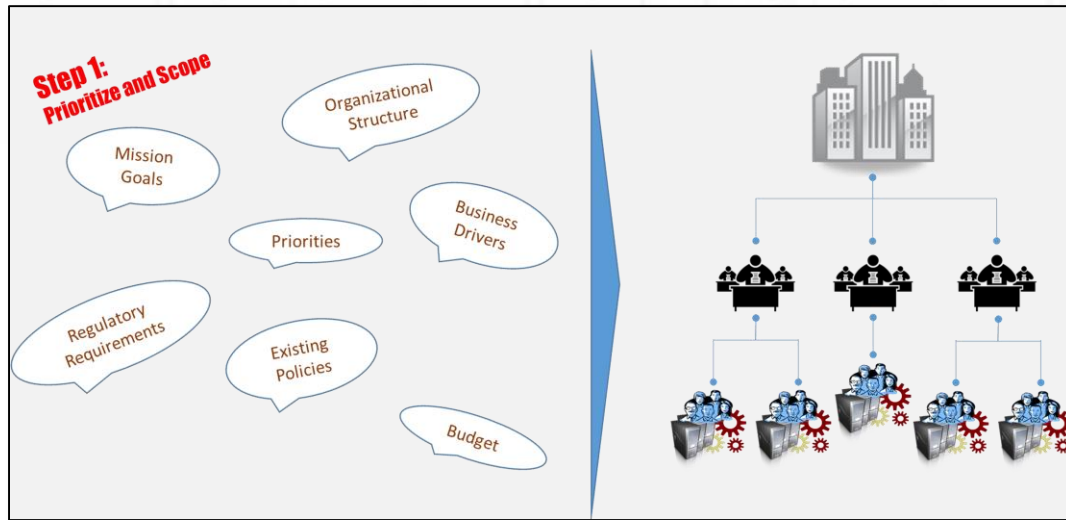 Step 1:
Prioritize and Scope
Organizational
Structure
Mission
Goals
Business
Drivers
Priorities
Regulatory
Requirements
Existing
Policies
Budget